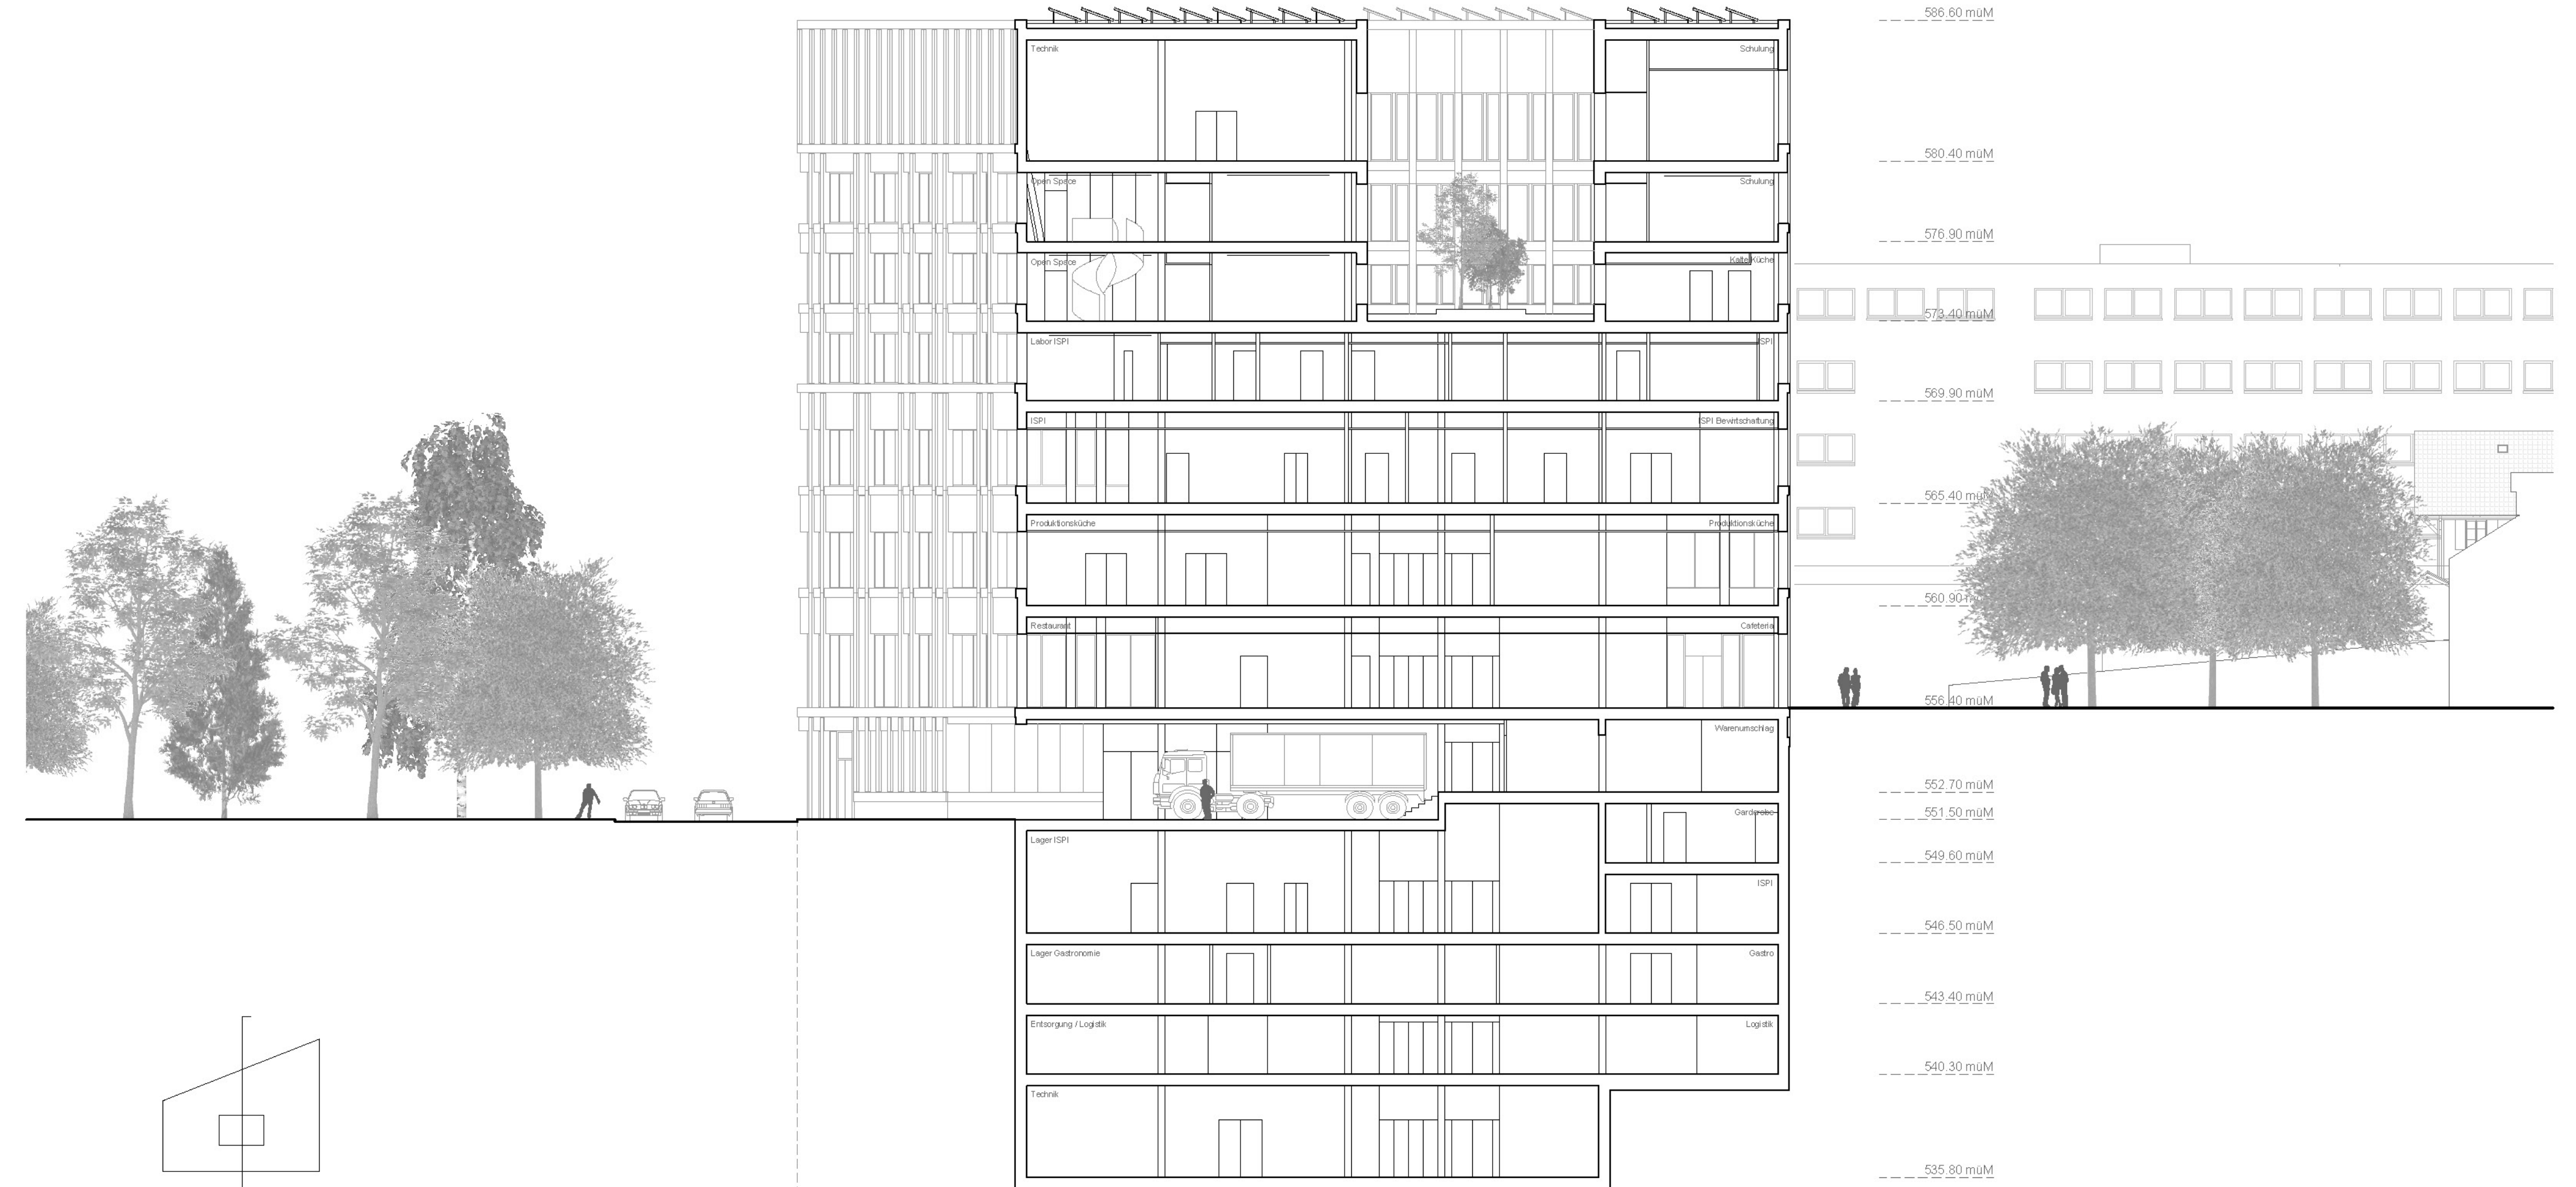 586.60 müM
Technik Schulung
580.40 müM
Open Space Schulung
576.90 müM
Open Space Kalte Küche
573.40 müM
Labor ISPI ISPI
569.90 müM
ISPI ISPI Bewirtschaftung
565.40 müM
Produktionsküche Produktionsküche
560.90 müM
Restaurant Cafeteria
556.40 müM
Warenumschlag
552.70 müM
551.50 müM
Garderobe
Lager ISPI
549.60 müM
ISPI
546.50 müM
Lager Gastronomie Gastro
543.40 müM
Entsorgung / Logistik Logistik
540.30 müM
Technik
535.80 müM